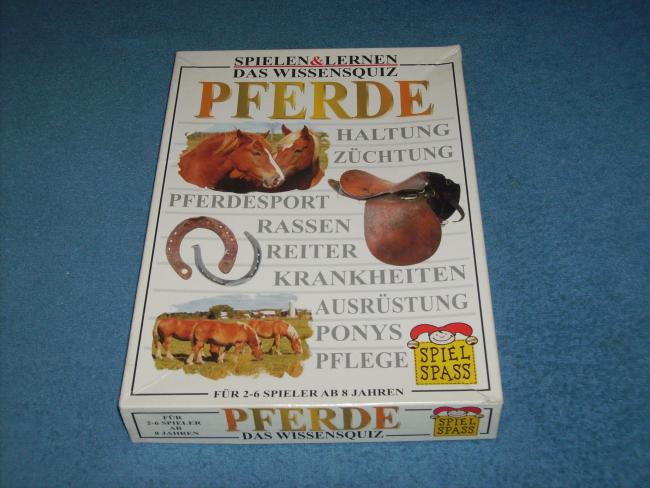 SPIELEN&LERNEN
DAS WISSENSQUIZ
PFERDE
HALTUNG
ZÜCHTUNG
PFERDESPORT
RASSEN
REITER
KRANKHEITEN
AUSRÜSTUNG
PONYS
PFLEGE
SPIEL
SPASS
FÜR 2-6 SPIELER AB 8 JAHREN
FÜR
2-6 SPIELER
AB
8 JAHREN
PFERDE
DAS WISSENSQUIZ
SPIEL
SPASS